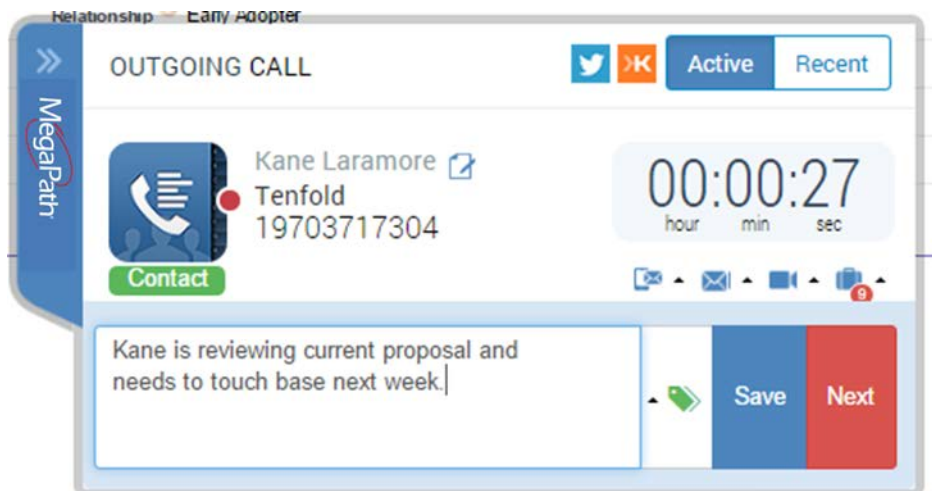 Relationship Early Adopter
MegaPath
OUTGOING CALL
Active
Recent
Kane Laramore
Tenfold
19703717304
Contact
00:00:27
hour min sec
9
Kane is reviewing current proposal and
needs to touch base next week.
Save
Next